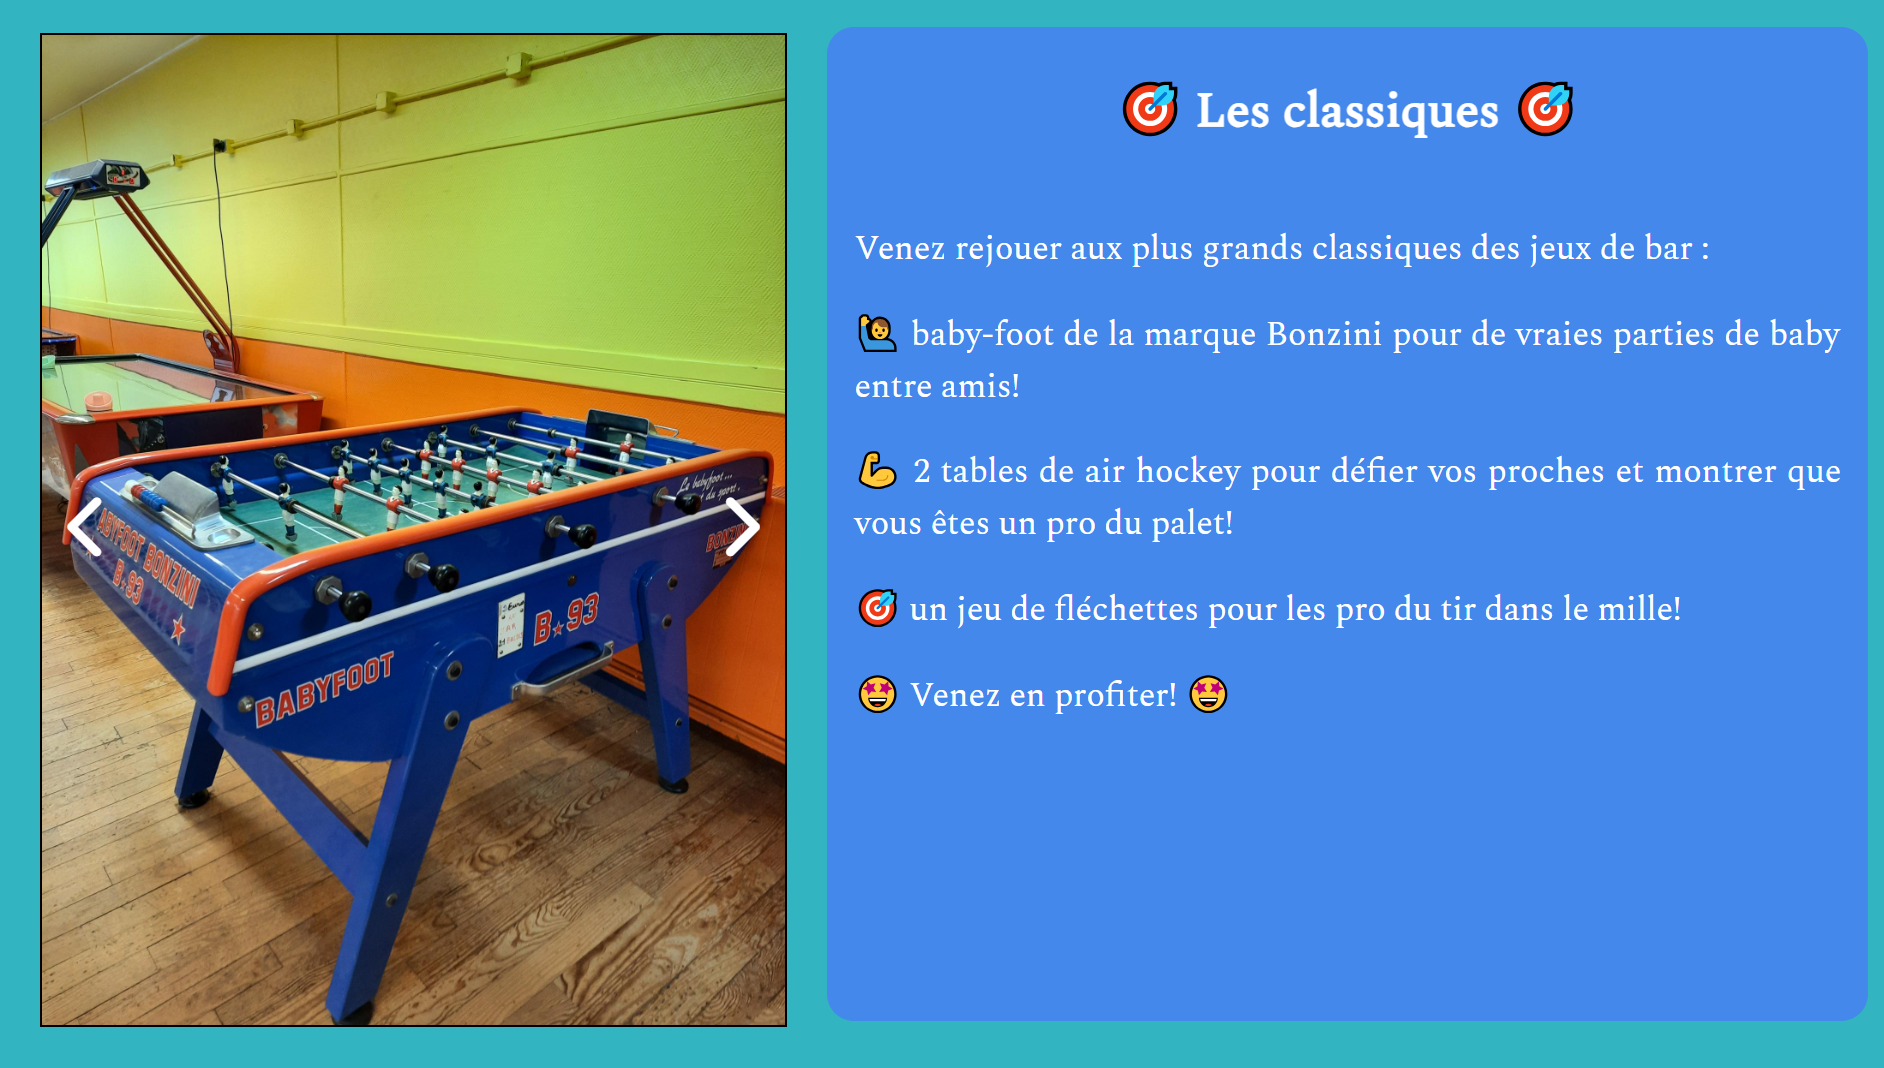 🎯 Les classiques 🎯
Venez rejouer aux plus grands classiques des jeux de bar :
🙋‍♂️ baby-foot de la marque Bonzini pour de vraies parties de baby
entre amis!
💪 2 tables de air hockey pour défier vos proches et montrer que
vous êtes un pro du palet!
🎯 un jeu de fléchettes pour les pro du tir dans le mille!
🤩 Venez en profiter! 🤩
Le babyfoot...
du sport.
ABYFOOT BONZINI
B★93
BONZINI
B★93
BABYFOOT